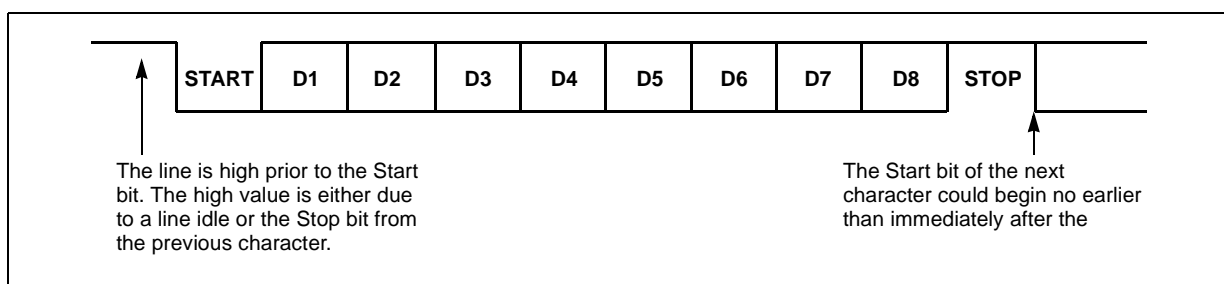 START D1 D2 D3 D4 D5 D6 D7 D8 STOP
The line is high prior to the Start
bit. The high value is either due
to a line idle or the Stop bit from
the previous character.
The Start bit of the next
character could begin no earlier
than immediately after the